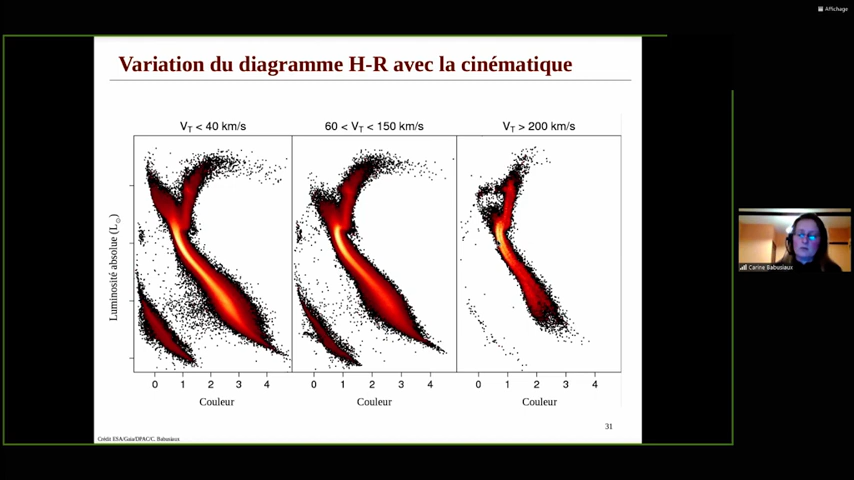 Affichage
Variation du diagramme H-R avec la cinématique
V_T < 40 km/s
60 < V_T < 150 km/s
V_T > 200 km/s
Luminosité absolue (L☉)
0 1 2 3 4
0 1 2 3 4
0 1 2 3 4
Couleur
Couleur
Couleur
31
Crédit ESA/Gaia/DPAC/C. Babusiaux
Carine Babusiaux